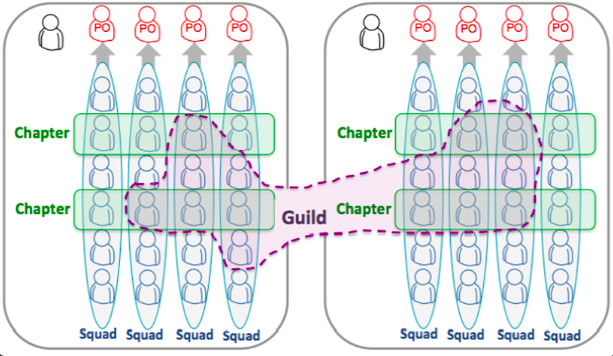 PO PO PO PO PO PO PO PO
Chapter Chapter
Chapter Guild Chapter
Squad Squad Squad Squad Squad Squad Squad Squad